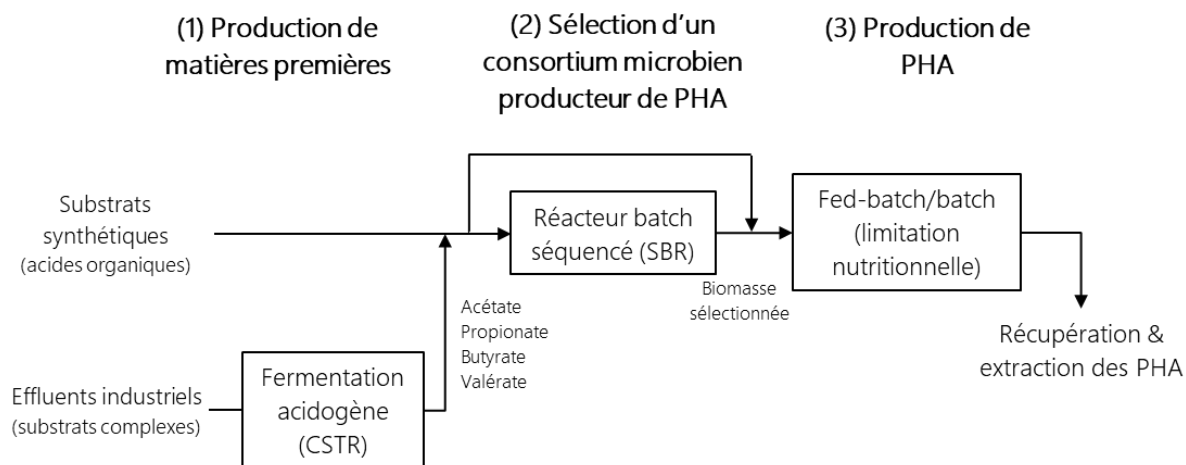 (1) Production de
matières premières
(2) Sélection d'un
consortium microbien
producteur de PHA
(3) Production de
PHA
Substrats
synthétiques
(acides organiques)
Réacteur batch
séquencé (SBR)
Fed-batch/batch
(limitation
nutritionnelle)
Biomasse
sélectionnée
Acétate
Propionate
Butyrate
Valérate
Récupération &
extraction des PHA
Effluents industriels
(substrats complexes)
Fermentation
acidogène
(CSTR)